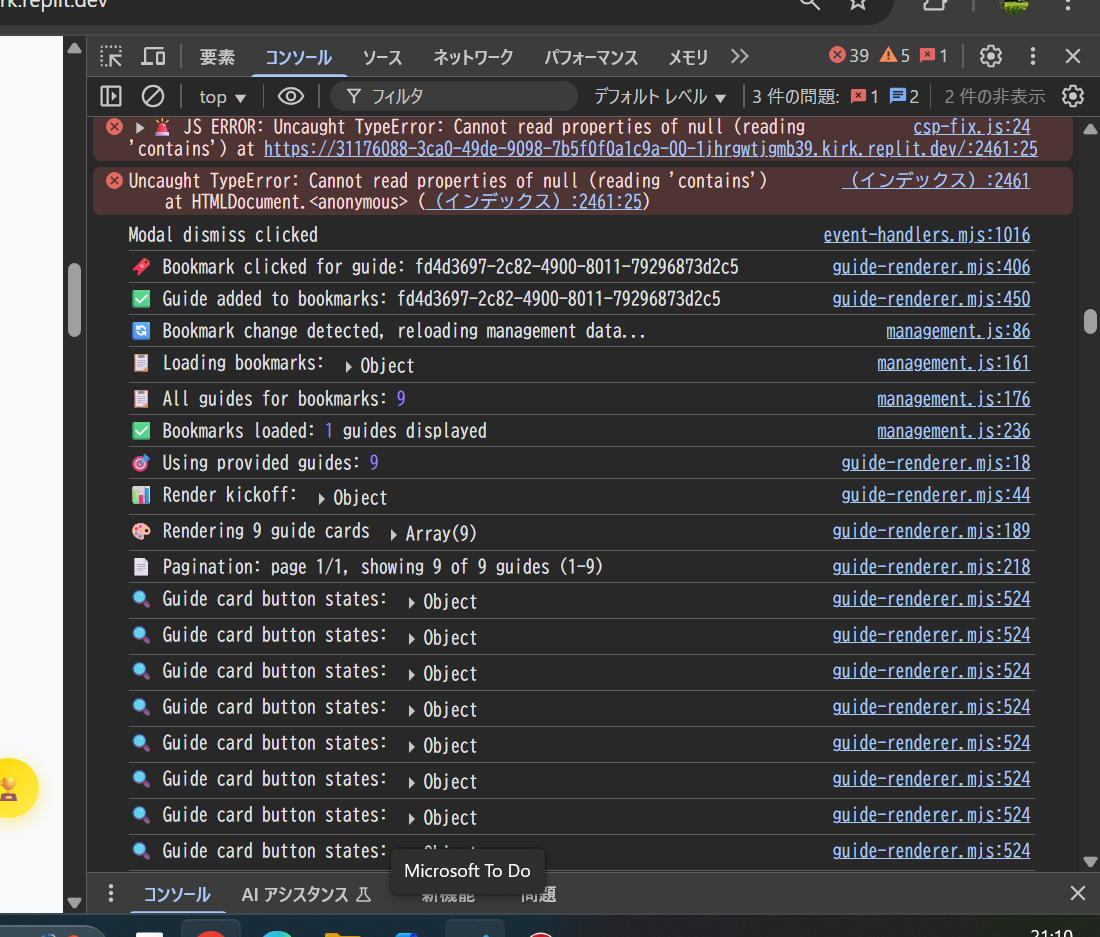 rk.replit.dev
要素 コンソール ソース ネットワーク パフォーマンス メモリ 39 5 1
top フィルタ デフォルト レベル 3 件の問題: 1 2 2 件の非表示
JS ERROR: Uncaught TypeError: Cannot read properties of null (reading csp-fix.js:24
'contains') at https://31176088-3ca0-49de-9098-7b5f0f0a1c9a-00-1jhrgwtjgmb39.kirk.replit.dev/:2461:25
Uncaught TypeError: Cannot read properties of null (reading 'contains') (インデックス):2461
at HTMLDocument.<anonymous> ((インデックス):2461:25)
Modal dismiss clicked event-handlers.mjs:1016
Bookmark clicked for guide: fd4d3697-2c82-4900-8011-79296873d2c5 guide-renderer.mjs:406
Guide added to bookmarks: fd4d3697-2c82-4900-8011-79296873d2c5 guide-renderer.mjs:450
Bookmark change detected, reloading management data... management.js:86
Loading bookmarks: Object management.js:161
All guides for bookmarks: 9 management.js:176
Bookmarks loaded: 1 guides displayed management.js:236
Using provided guides: 9 guide-renderer.mjs:18
Render kickoff: Object guide-renderer.mjs:44
Rendering 9 guide cards Array(9) guide-renderer.mjs:189
Pagination: page 1/1, showing 9 of 9 guides (1-9) guide-renderer.mjs:218
Guide card button states: Object guide-renderer.mjs:524
Guide card button states: Object guide-renderer.mjs:524
Guide card button states: Object guide-renderer.mjs:524
Guide card button states: Object guide-renderer.mjs:524
Guide card button states: Object guide-renderer.mjs:524
Guide card button states: Object guide-renderer.mjs:524
Guide card button states: Object guide-renderer.mjs:524
Guide card button states: guide-renderer.mjs:524
Microsoft To Do
コンソール AI アシスタンス 新機能 問題
21:10